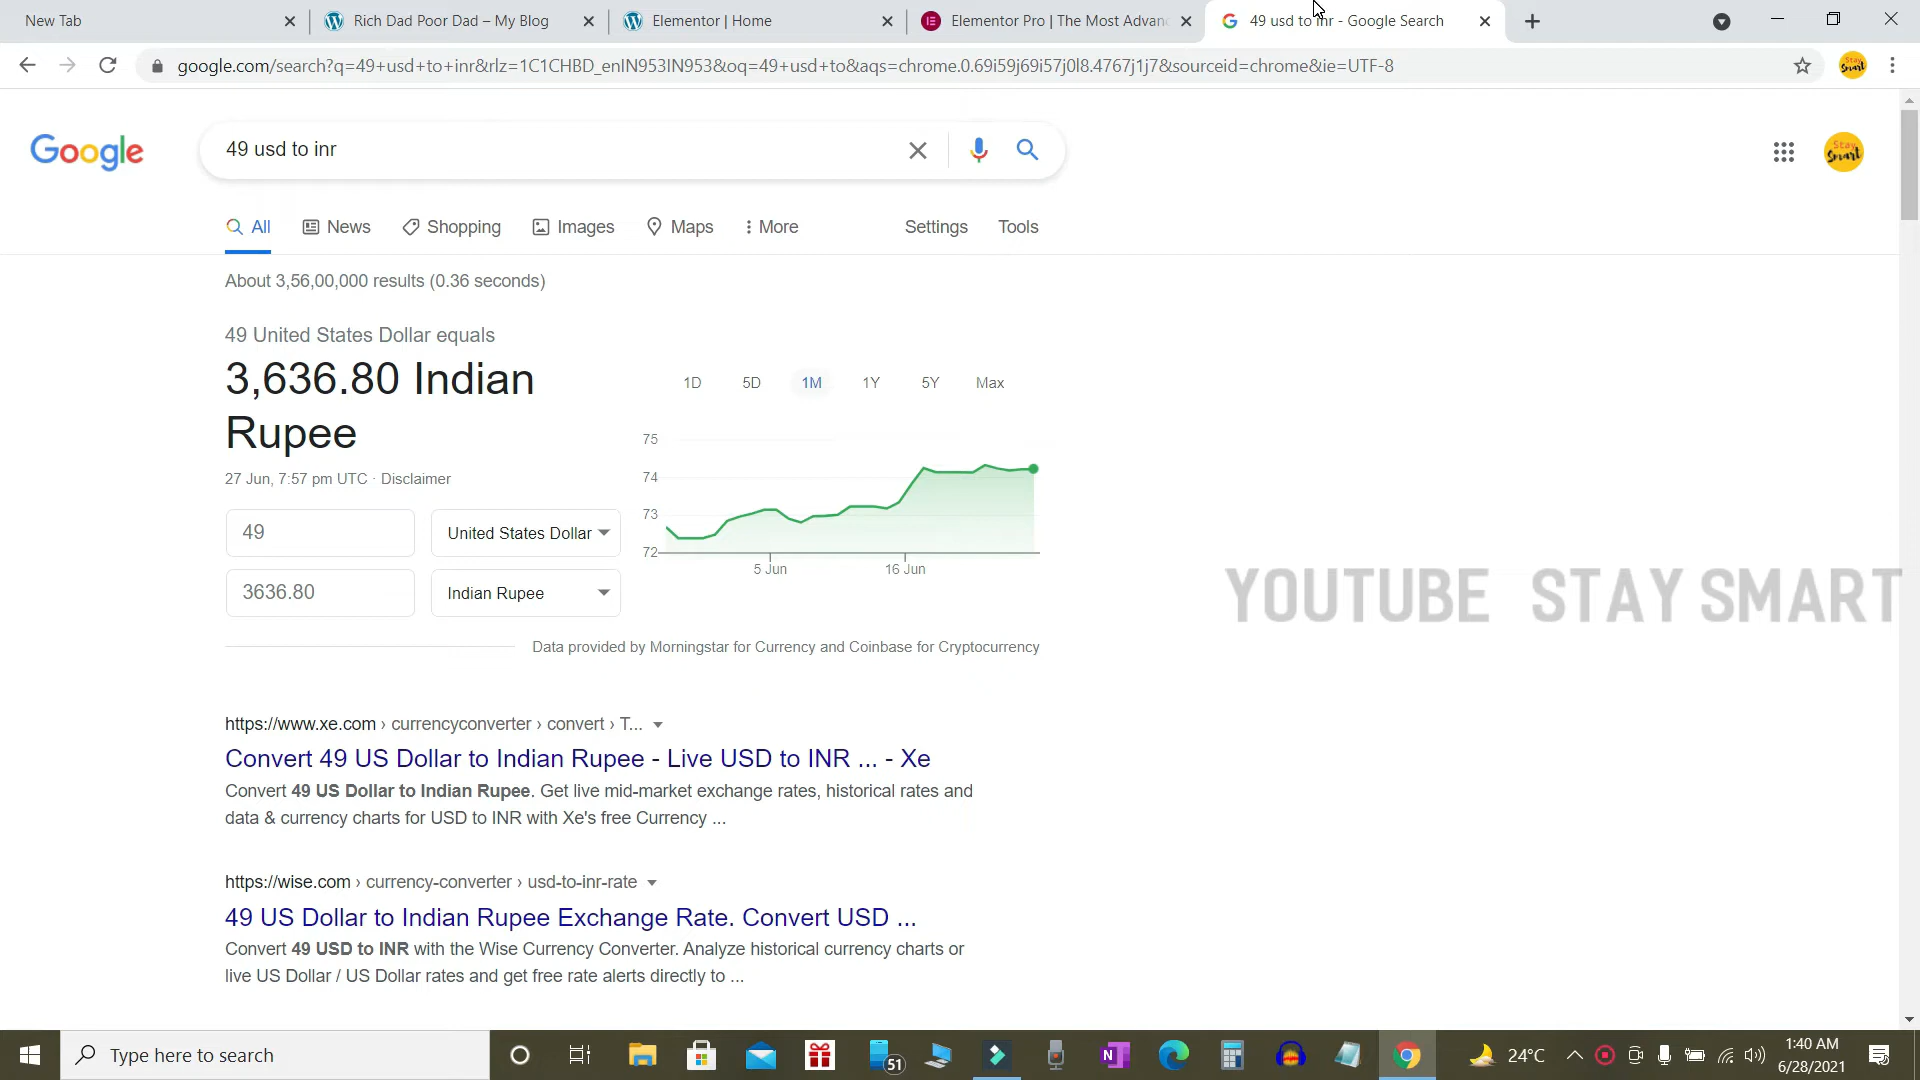 New Tab
Rich Dad Poor Dad – My Blog
Elementor | Home
Elementor Pro | The Most Advan
49 usd to inr - Google Search
google.com/search?q=49+usd+to+inr&rlz=1C1CHBD_enIN953IN953&oq=49+usd+to&aqs=chrome.0.69i59j69i57j0l8.4767j1j7&sourceid=chrome&ie=UTF-8
Stay Smart
Google
49 usd to inr
Stay Smart
All
News
Shopping
Images
Maps
More
Settings
Tools
About 3,56,00,000 results (0.36 seconds)
49 United States Dollar equals
3,636.80 Indian
Rupee
27 Jun, 7:57 pm UTC · Disclaimer
49
United States Dollar
3636.80
Indian Rupee
1D
5D
1M
1Y
5Y
Max
75
74
73
72
5 Jun
16 Jun
Data provided by Morningstar for Currency and Coinbase for Cryptocurrency
YOUTUBE STAY SMART
https://www.xe.com › currencyconverter › convert › T...
Convert 49 US Dollar to Indian Rupee - Live USD to INR ... - Xe
Convert 49 US Dollar to Indian Rupee. Get live mid-market exchange rates, historical rates and
data & currency charts for USD to INR with Xe's free Currency ...
https://wise.com › currency-converter › usd-to-inr-rate
49 US Dollar to Indian Rupee Exchange Rate. Convert USD ...
Convert 49 USD to INR with the Wise Currency Converter. Analyze historical currency charts or
live US Dollar / US Dollar rates and get free rate alerts directly to ...
Type here to search
51
N
24°C
1:40 AM
6/28/2021